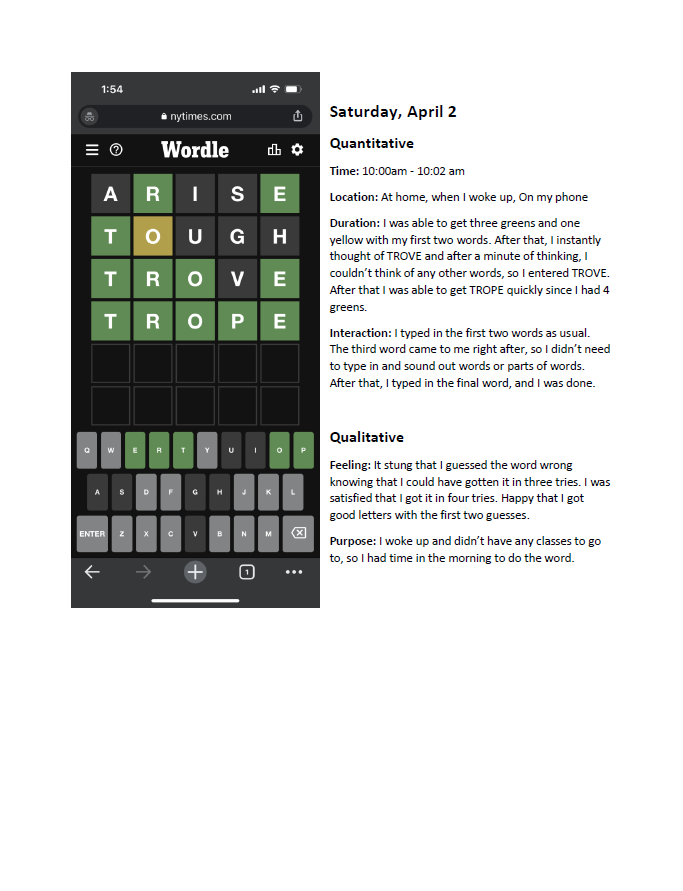 1:54
nytimes.com
Wordle
A R I S E
T O U G H
T R O V E
T R O P E
Q W E R T Y U I O P
A S D F G H J K L
ENTER Z X C V B N M
1
Saturday, April 2
Quantitative
Time: 10:00am - 10:02 am
Location: At home, when I woke up, On my phone
Duration: I was able to get three greens and one
yellow with my first two words. After that, I instantly
thought of TROVE and after a minute of thinking, I
couldn't think of any other words, so I entered TROVE.
After that I was able to get TROPE quickly since I had 4
greens.
Interaction: I typed in the first two words as usual.
The third word came to me right after, so I didn't need
to type in and sound out words or parts of words.
After that, I typed in the final word, and I was done.
Qualitative
Feeling: It stung that I guessed the word wrong
knowing that I could have gotten it in three tries. I was
satisfied that I got it in four tries. Happy that I got
good letters with the first two guesses.
Purpose: I woke up and didn't have any classes to go
to, so I had time in the morning to do the word.